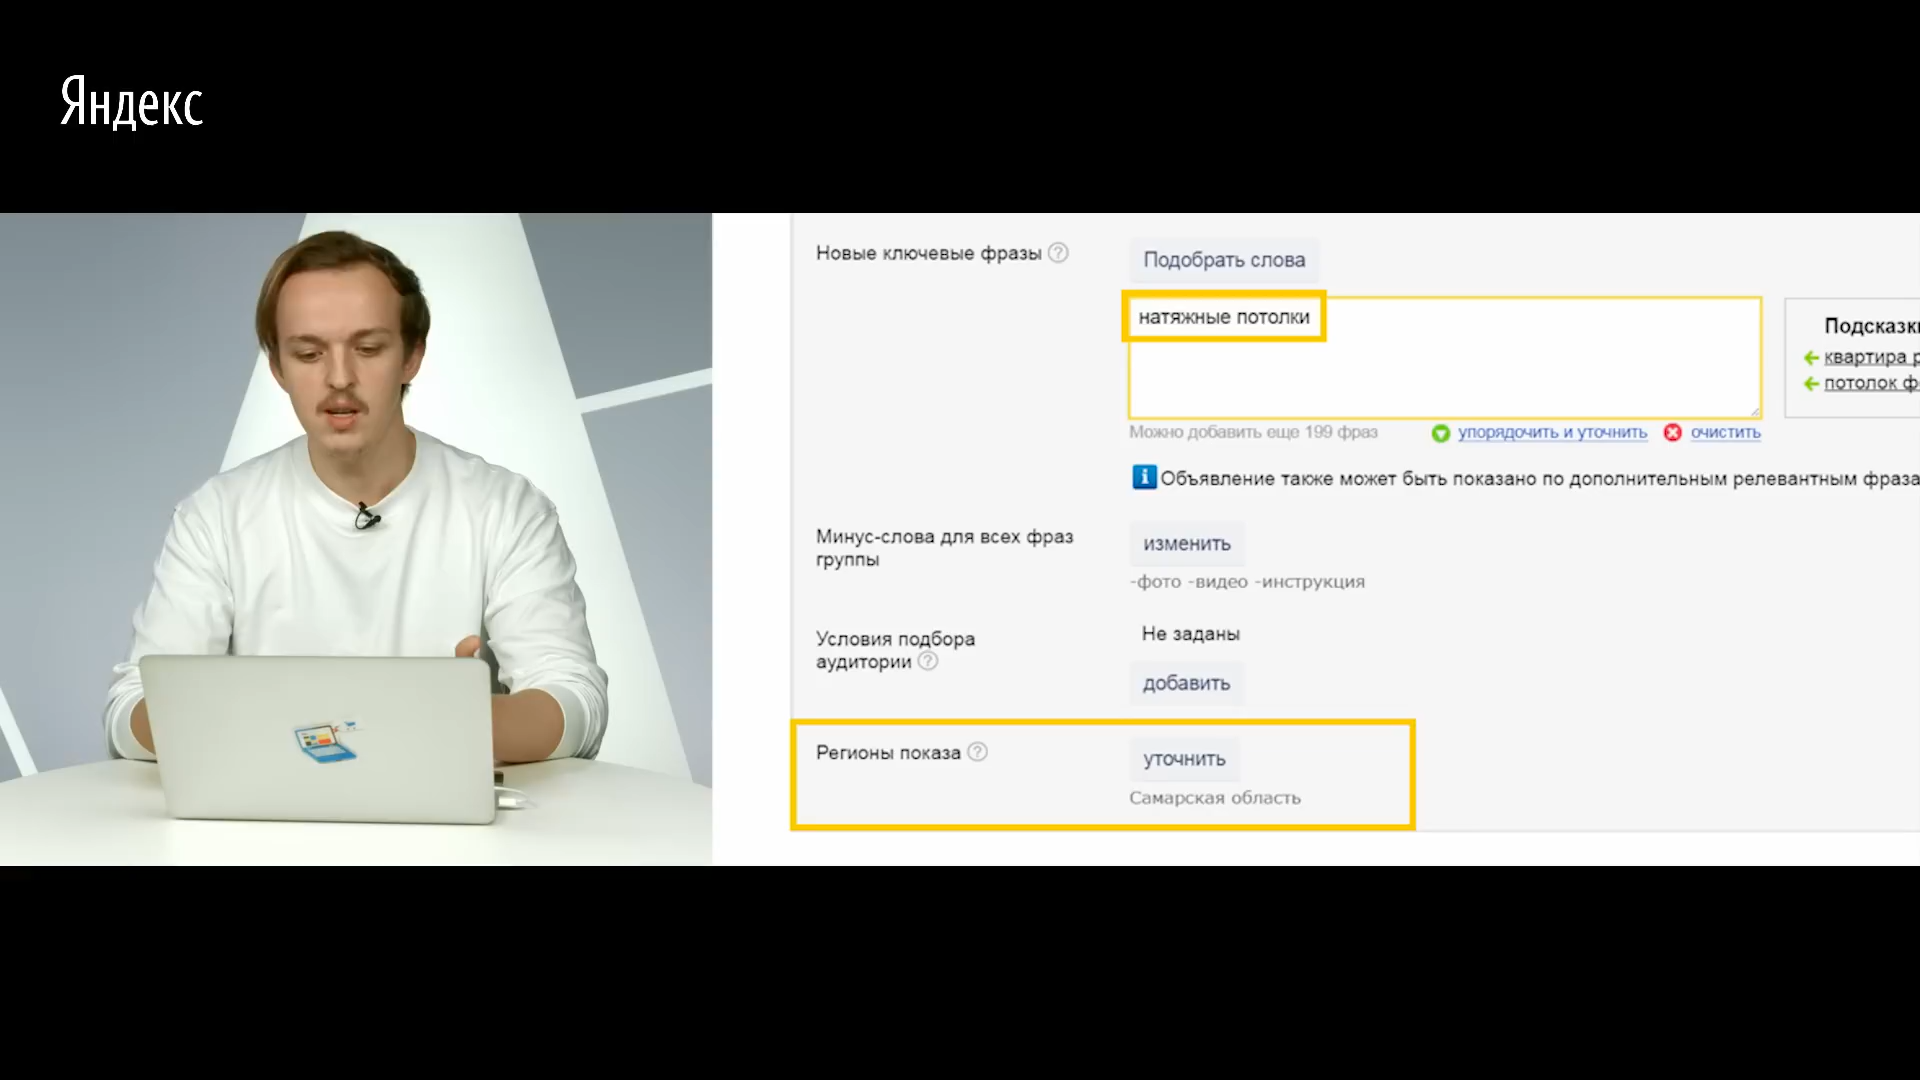 Яндекс
Новые ключевые фразы ?
Подобрать слова
натяжные потолки
Подсказк
квартира
потолок
Можно добавить еще 199 фраз
упорядочить и уточнить
очистить
Объявление также может быть показано по дополнительным релевантным фраза
Минус-слова для всех фраз
группы
изменить
-фото -видео -инструкция
Условия подбора
аудитории ?
Не заданы
добавить
Регионы показа ?
уточнить
Самарская область